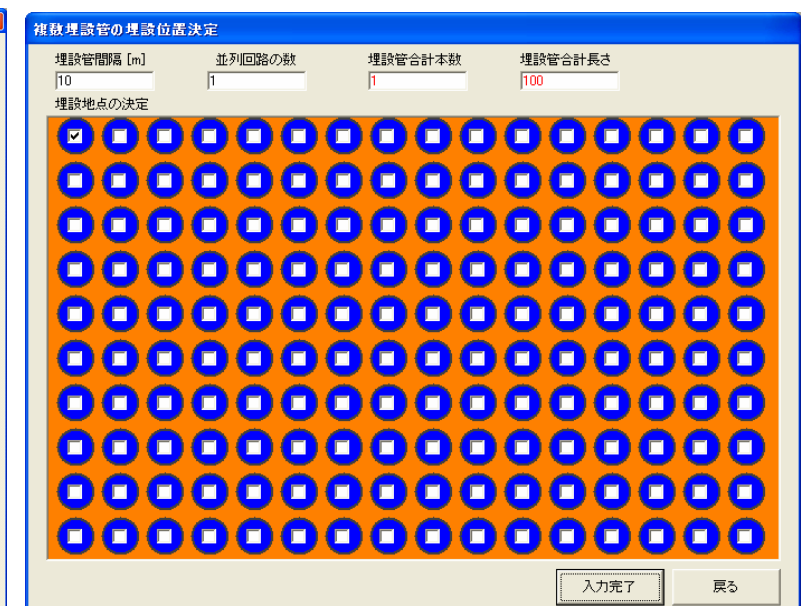 複数埋設管の埋設位置決定
埋設管間隔 [m] 並列回路の数 埋設管合計本数 埋設管合計長さ
10 1 1 100
埋設地点の決定
入力完了 戻る